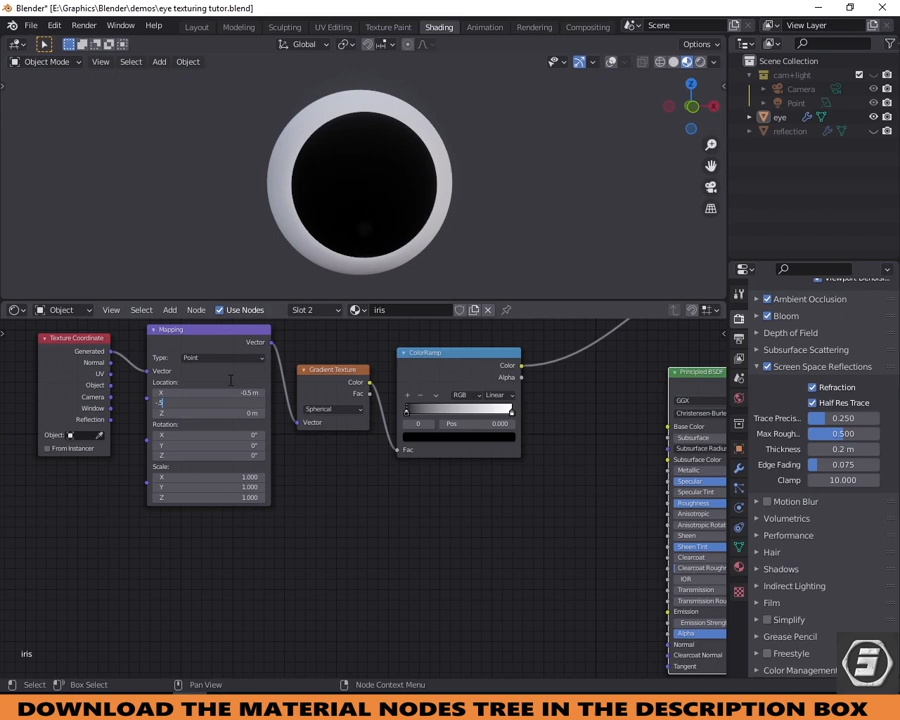 Blender* [E:\Graphics\Blender\demos\eye texturing tutor.blend]
File Edit Render Window Help Layout Modeling Sculpting UV Editing Texture Paint Shading Animation Rendering Compositing Scene View Layer
Global Options
Object Mode View Select Add Object
Scene Collection
cam+light
Camera
Point
eye
reflection
Z
X
Object View Select Add Node Use Nodes Slot 2 iris
Texture Coordinate
Generated
Normal
UV
Object
Camera
Window
Reflection
Object:
From Instancer
Mapping
Vector
Type: Point
Vector
Location:
X -0.5 m
-.5
Z 0 m
Rotation:
X 0°
Y 0°
Z 0°
Scale:
X 1.000
Y 1.000
Z 1.000
Gradient Texture
Color
Fac
Spherical
Vector
ColorRamp
Color
Alpha
RGB Linear
0 Pos 0.000
Fac
Principled BSDF
GGX
Christensen-Burle
Base Color
Subsurface
Subsurface Radiu
Subsurface Color
Metallic
Specular
Specular Tint
Roughness
Anisotropic
Anisotropic Rotat
Sheen
Sheen Tint
Clearcoat
Clearcoat Roughn
IOR
Transmission
Transmission Rou
Emission
Emission Strengt
Alpha
Normal
Clearcoat Normal
Tangent
Ambient Occlusion
Bloom
Depth of Field
Subsurface Scattering
Screen Space Reflections
Refraction
Half Res Trace
Trace Precis... 0.250
Max Rough... 0.500
Thickness 0.2 m
Edge Fading 0.075
Clamp 10.000
Motion Blur
Volumetrics
Performance
Hair
Shadows
Indirect Lighting
Film
Simplify
Grease Pencil
Freestyle
Color Management
iris
Select Box Select Pan View Node Context Menu
DOWNLOAD THE MATERIAL NODES TREE IN THE DESCRIPTION BOX